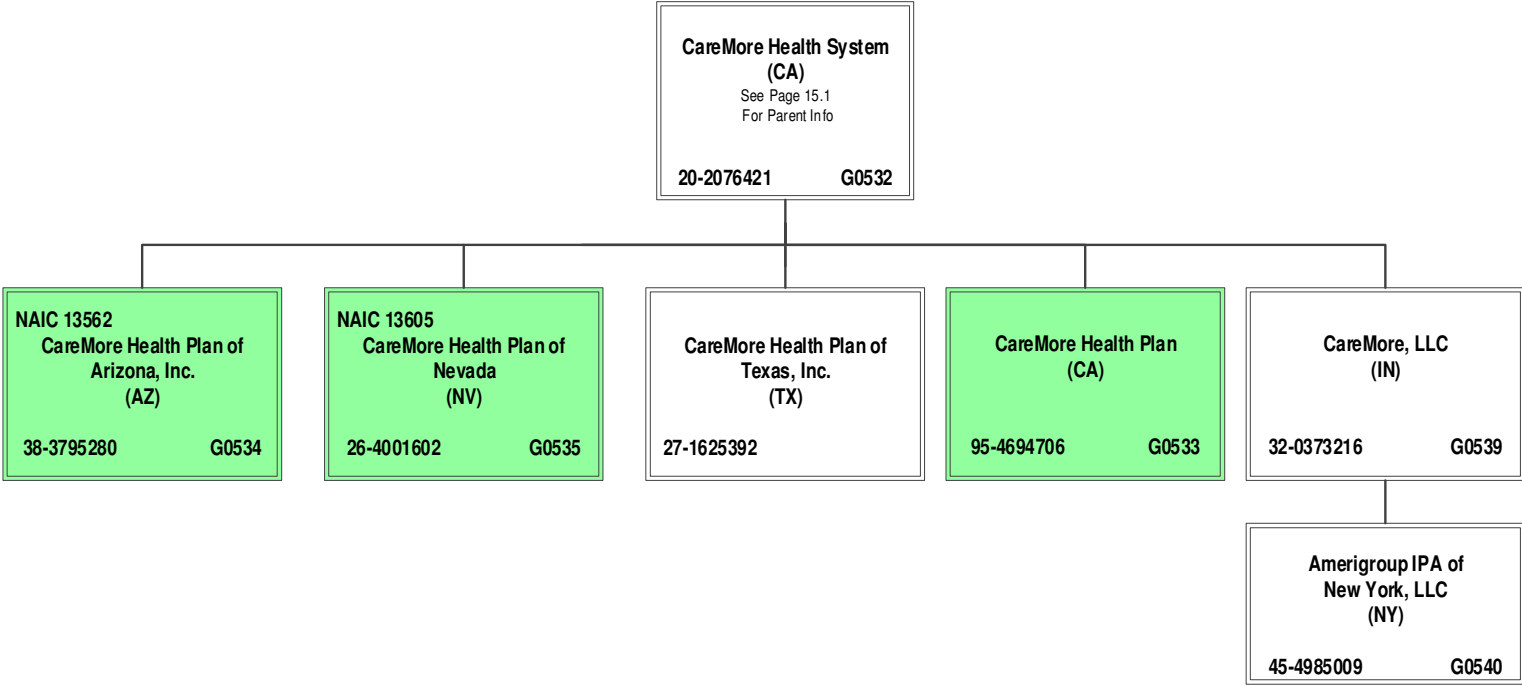 CareMore Health System
(CA)
See Page 15.1
For Parent Info
20-2076421 G0532
NAIC 13562
CareMore Health Plan of
Arizona, Inc.
(AZ)
38-3795280 G0534
NAIC 13605
CareMore Health Plan of
Nevada
(NV)
26-4001602 G0535
CareMore Health Plan of
Texas, Inc.
(TX)
27-1625392
CareMore Health Plan
(CA)
95-4694706 G0533
CareMore, LLC
(IN)
32-0373216 G0539
Amerigroup IPA of
New York, LLC
(NY)
45-4985009 G0540